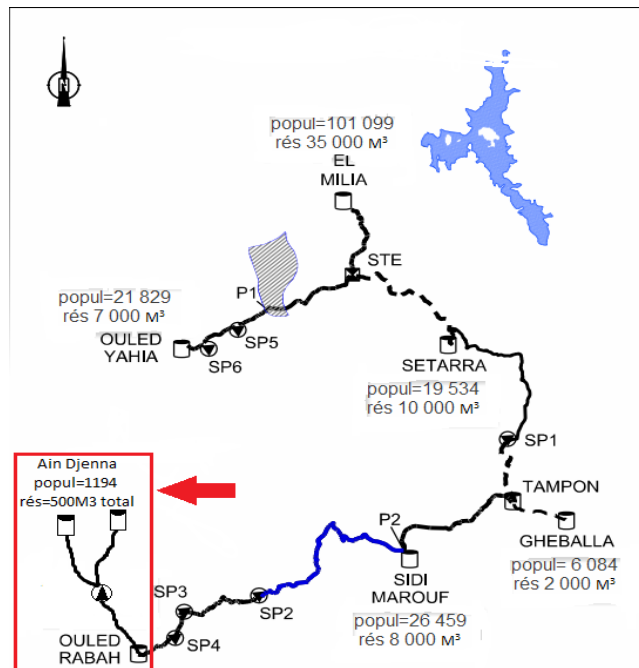 popul=101 099
rés 35 000 м³
EL
MILIA
STE
P1
popul=21 829
rés 7 000 м³
OULED
YAHIA
SP5
SP6
SETARRA
popul=19 534
rés 10 000 м³
SP1
Ain Djenna
popul=1194
rés=500M3 total
TAMPON
GHEBALLA
popul= 6 084
rés 2 000 м³
P2
SIDI
MAROUF
popul=26 459
rés 8 000 м³
SP3
SP2
SP4
OULED
RABAH